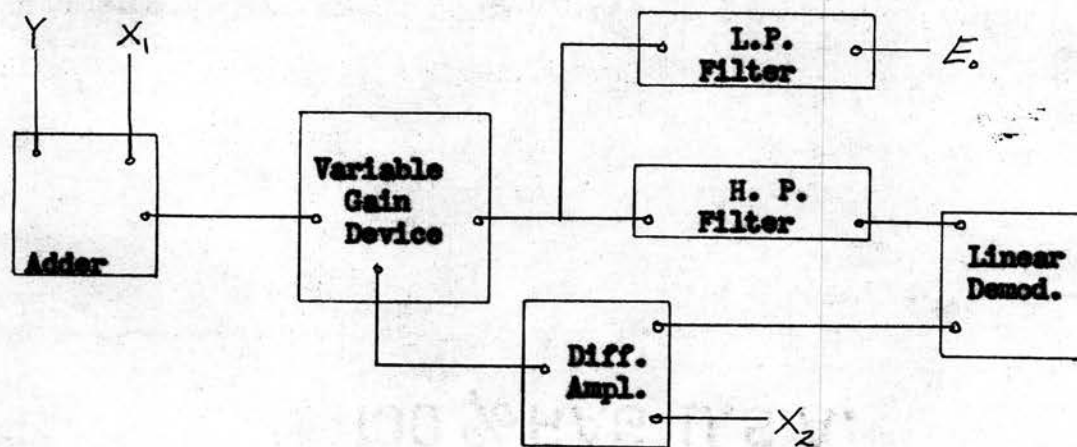 Y X₁
L.P.
Filter
E₀
Variable
Gain
Device
H. P.
Filter
Adder
Linear
Demod.
Diff.
Ampl.
X₂